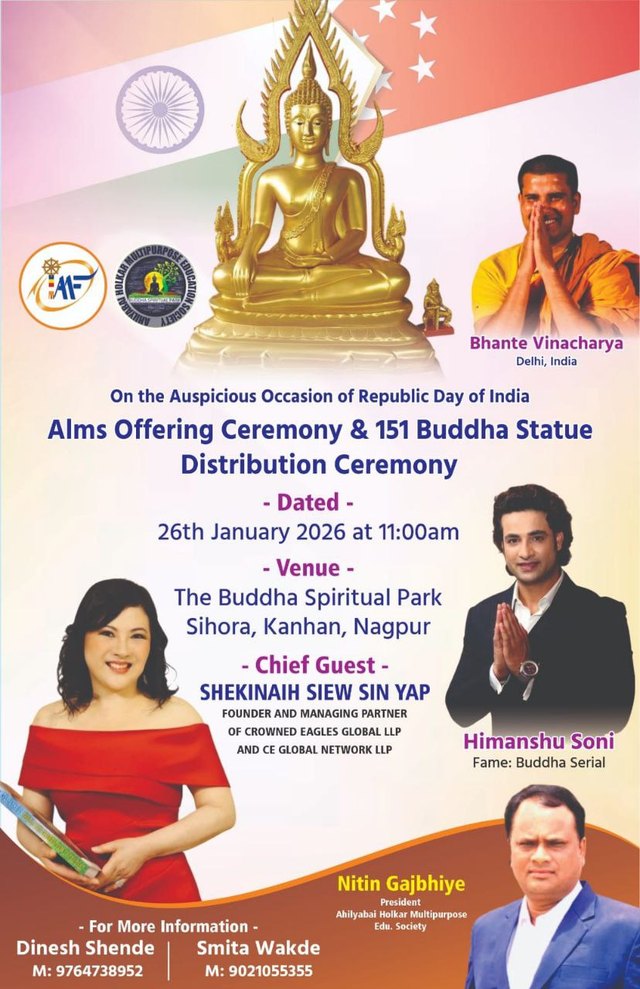 AHILYABAI HOLKAR MULTIPURPOSE EDUCATION SOCIETY
BUDDHA SPIRITUAL PARK
Bhante Vinacharya
Delhi, India
On the Auspicious Occasion of Republic Day of India
Alms Offering Ceremony & 151 Buddha Statue
Distribution Ceremony
- Dated -
26th January 2026 at 11:00am
- Venue -
The Buddha Spiritual Park
Sihora, Kanhan, Nagpur
- Chief Guest -
SHEKINAIH SIEW SIN YAP
FOUNDER AND MANAGING PARTNER
OF CROWNED EAGLES GLOBAL LLP
AND CE GLOBAL NETWORK LLP
Himanshu Soni
Fame: Buddha Serial
Nitin Gajbhiye
President
Ahilyabai Holkar Multipurpose
Edu. Society
- For More Information -
Dinesh Shende
M: 9764738952
Smita Wakde
M: 9021055355